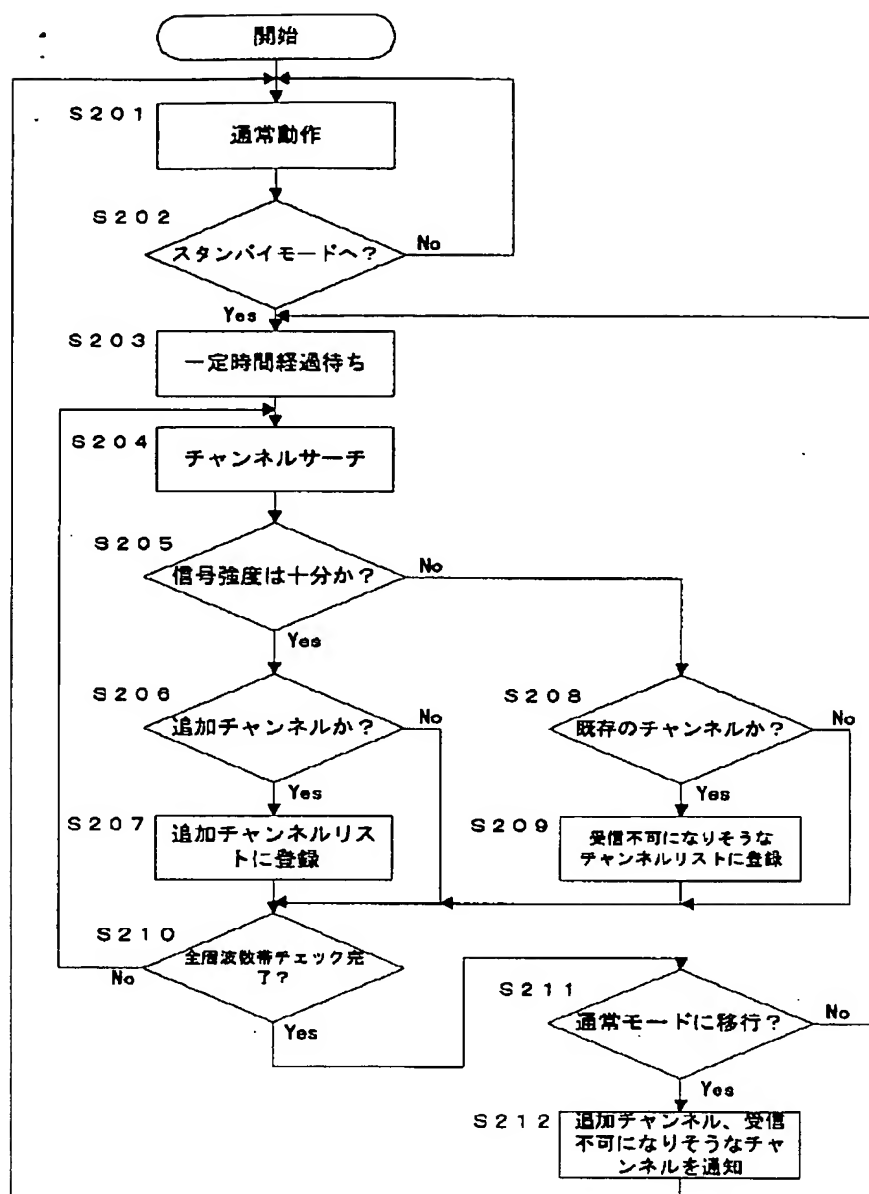 開始
S201
通常動作
S202
スタンバイモードへ?
No
Yes
S203
一定時間経過待ち
S204
チャンネルサーチ
S205
信号強度は十分か?
No
Yes
S206
追加チャンネルか?
No
Yes
S208
既存のチャンネルか?
No
Yes
S207
追加チャンネルリス
トに登録
S209
受信不可になりそうな
チャンネルリストに登録
S210
全周波数帯チェック完
了?
No
Yes
S211
通常モードに移行?
No
Yes
S212
追加チャンネル、受信
不可になりそうなチャ
ンネルを通知